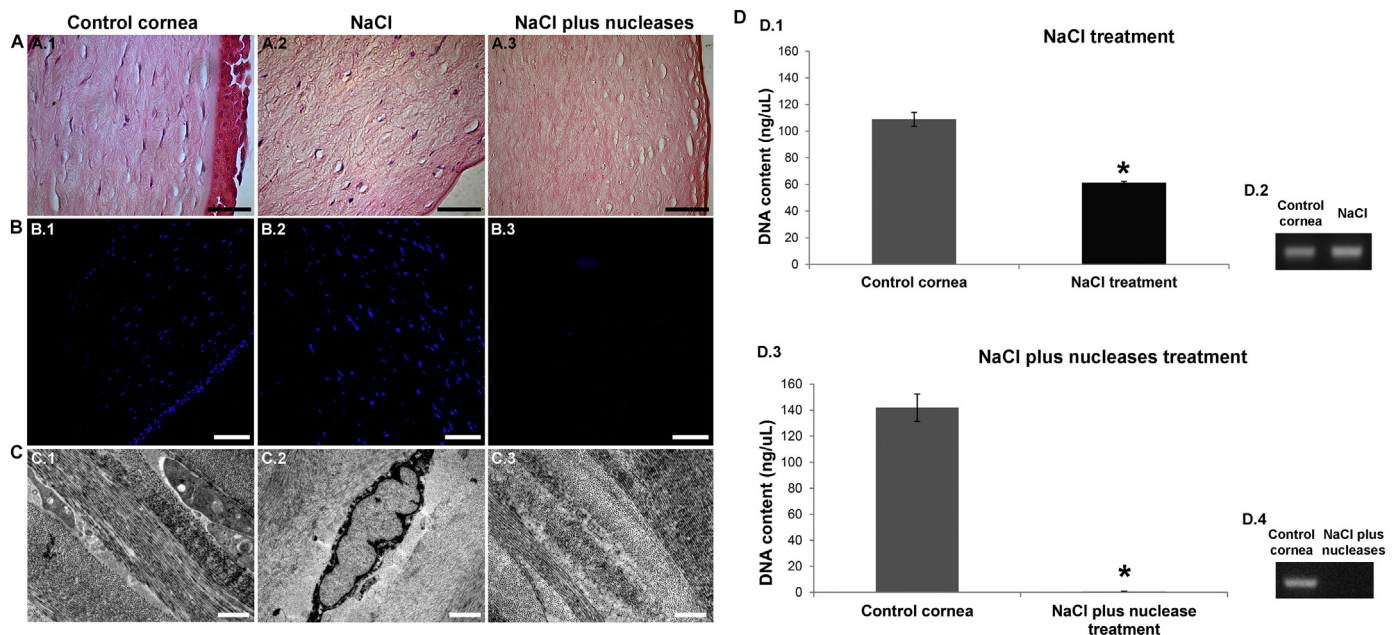 Control cornea
NaCl
NaCl plus nucleases
A
A.1
A.2
A.3
B
B.1
B.2
B.3
C
C.1
C.2
C.3
D
D.1
NaCl treatment
160
140
120
100
80
60
40
20
0
DNA content (ng/uL)
*
Control cornea
NaCl treatment
D.2
Control
cornea
NaCl
D.3
NaCl plus nucleases treatment
160
140
120
100
80
60
40
20
0
DNA content (ng/uL)
*
Control cornea
NaCl plus nuclease
treatment
D.4
Control
cornea
NaCl plus
nucleases